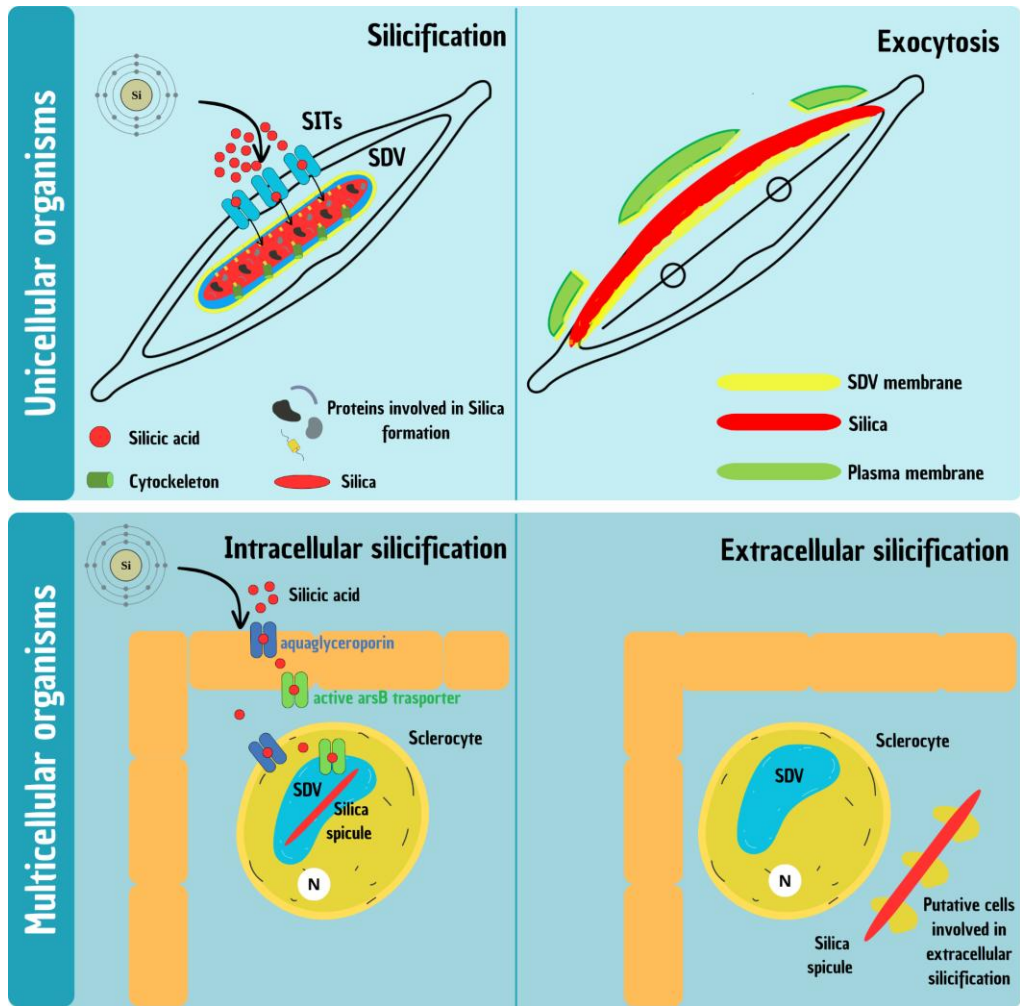 Unicellular organisms
Silicification
Si
SITs
SDV
Silicic acid
Cytockeleton
Proteins involved in Silica
formation
Silica
Exocytosis
SDV membrane
Silica
Plasma membrane
Multicellular organisms
Intracellular silicification
Si
Silicic acid
aquaglyceroporin
active arsB trasporter
Sclerocyte
SDV
Silica
spicule
N
Extracellular silicification
Sclerocyte
SDV
N
Silica
spicule
Putative cells
involved in
extracellular
silicification